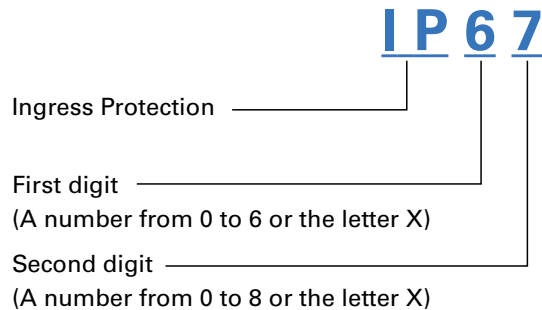 IP67
Ingress Protection
First digit
(A number from 0 to 6 or the letter X)
Second digit
(A number from 0 to 8 or the letter X)